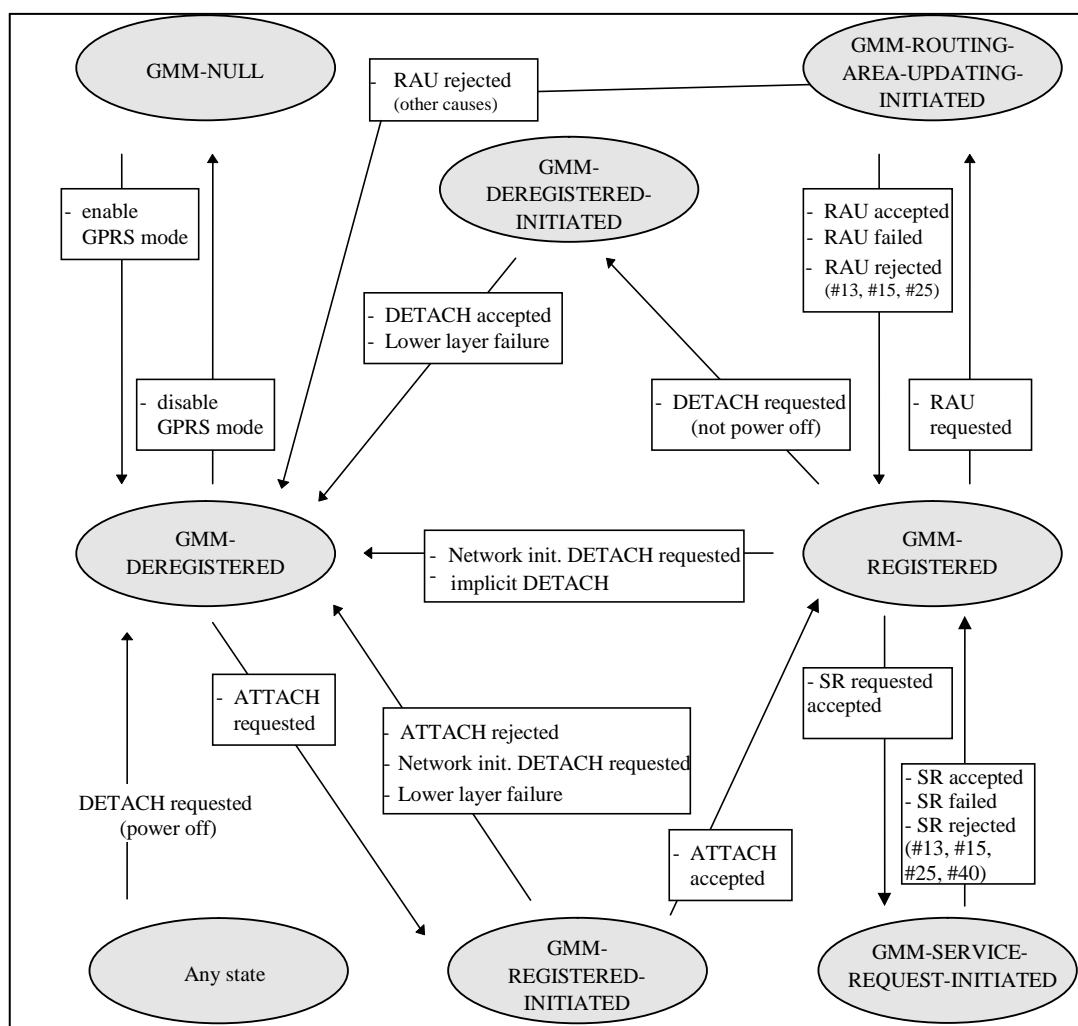 GMM-NULL
GMM-ROUTING-
AREA-UPDATING-
INITIATED
- RAU rejected
(other causes)
GMM-
DEREGISTERED-
INITIATED
- enable
GPRS mode
- RAU accepted
- RAU failed
- RAU rejected
(#13, #15, #25)
- DETACH accepted
- Lower layer failure
- disable
GPRS mode
- DETACH requested
(not power off)
- RAU
requested
GMM-
DEREGISTERED
- Network init. DETACH requested
- implicit DETACH
GMM-
REGISTERED
- ATTACH
requested
- ATTACH rejected
- Network init. DETACH requested
- Lower layer failure
- SR requested
accepted
DETACH requested
(power off)
- ATTACH
accepted
- SR accepted
- SR failed
- SR rejected
(#13, #15,
#25, #40)
Any state
GMM-
REGISTERED-
INITIATED
GMM-SERVICE-
REQUEST-INITIATED